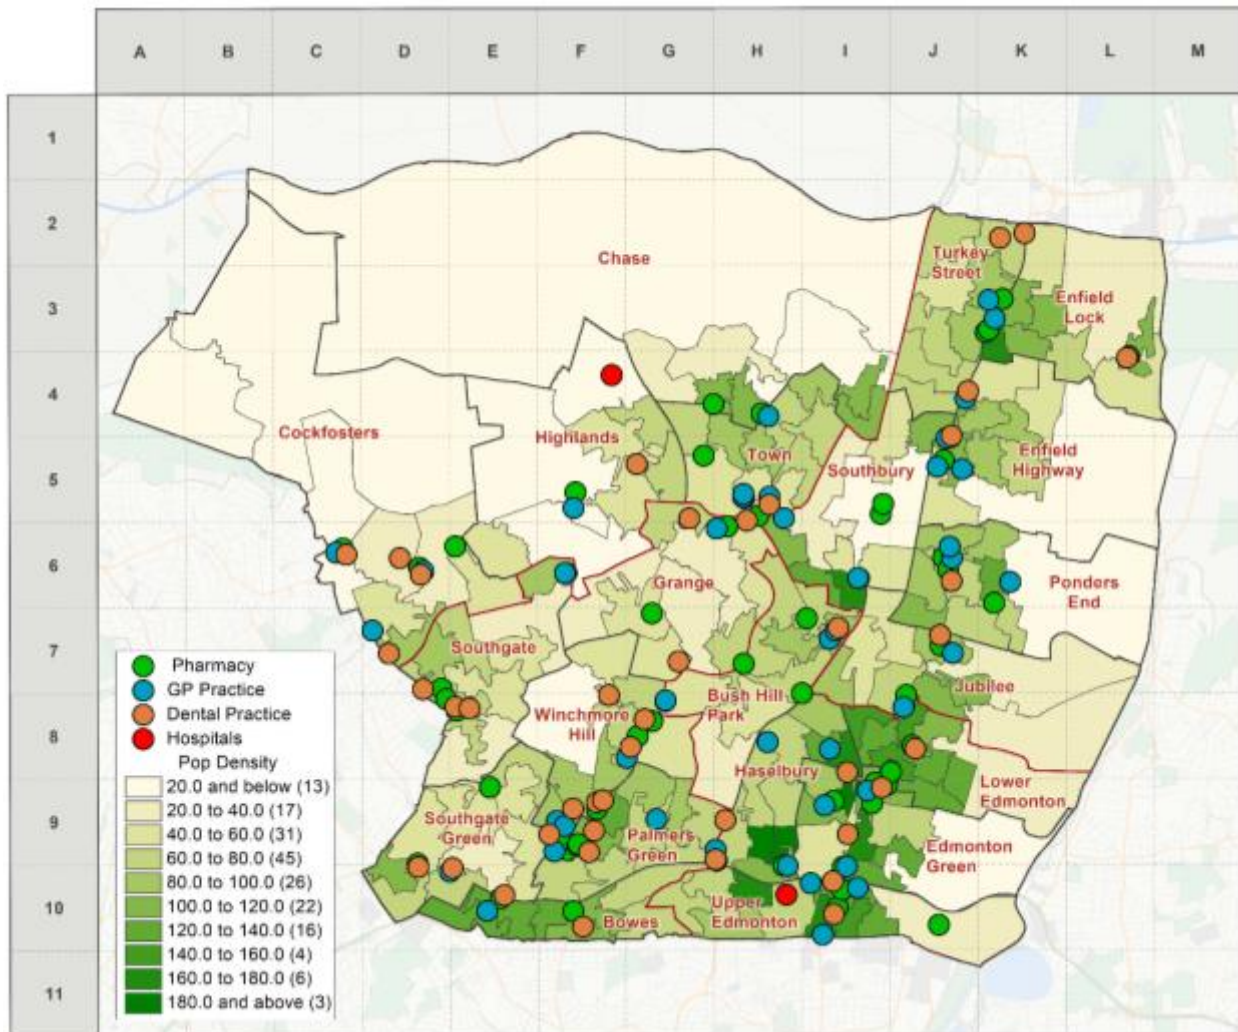 A B C D E F G H I J K L M
1
2
Chase
Turkey
Street
3
Enfield
Lock
4
Cockfosters
Highlands
Town
Enfield
Highway
Southbury
5
6
Grange
Ponders
End
Southgate
7
Pharmacy
GP Practice
Dental Practice
Hospitals
Pop Density
20.0 and below (13)
20.0 to 40.0 (17)
40.0 to 60.0 (31)
60.0 to 80.0 (45)
80.0 to 100.0 (26)
100.0 to 120.0 (22)
120.0 to 140.0 (16)
140.0 to 160.0 (4)
160.0 to 180.0 (6)
180.0 and above (3)
Jubilee
Bush Hill
Park
Winchmore
Hill
8
Haselbury
Lower
Edmonton
Southgate
Green
9
Palmers
Green
Edmonton
Green
10
Upper
Edmonton
Bowes
11